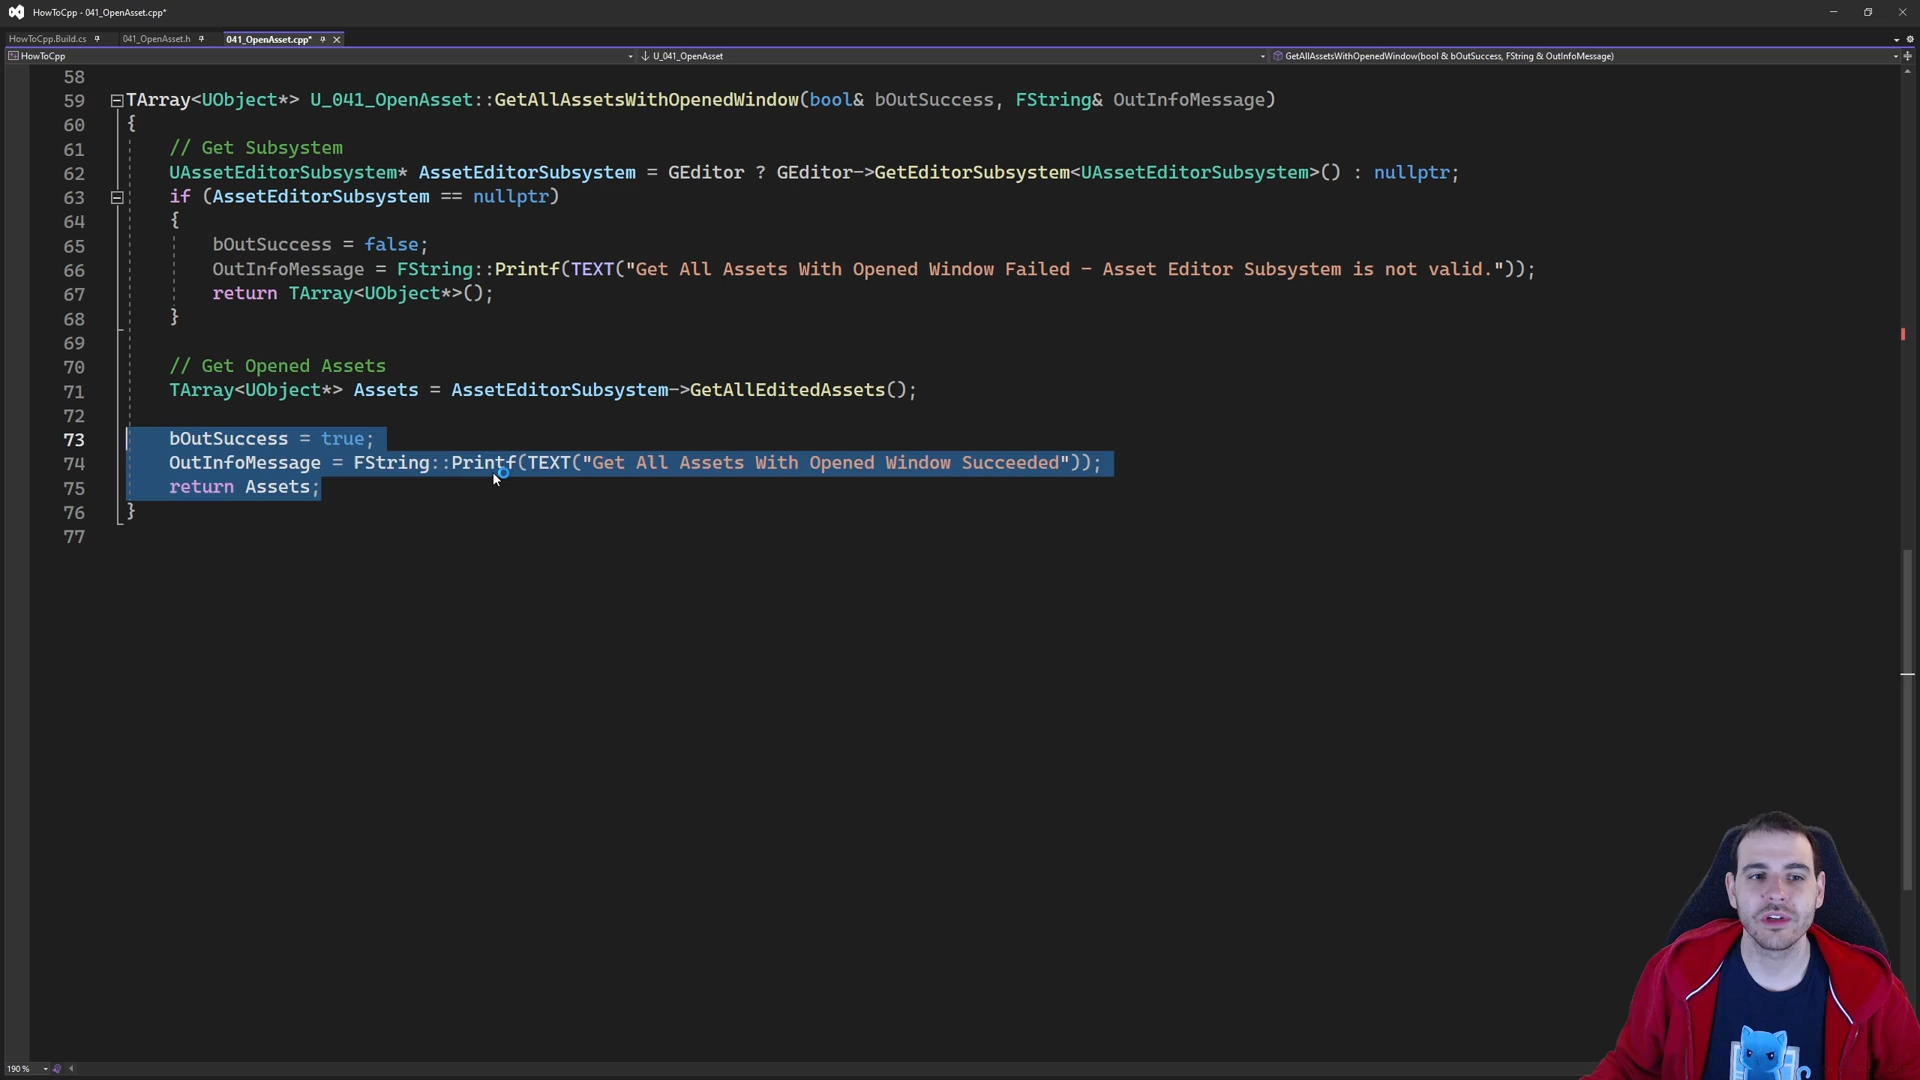 HowToCpp - 041_OpenAsset.cpp*
HowToCpp.Build.cs 041_OpenAsset.h 041_OpenAsset.cpp*
HowToCpp U_041_OpenAsset GetAllAssetsWithOpenedWindow(bool & bOutSuccess, FString & OutInfoMessage)
58
59 TArray<UObject*> U_041_OpenAsset::GetAllAssetsWithOpenedWindow(bool& bOutSuccess, FString& OutInfoMessage)
60 {
61 // Get Subsystem
62 UAssetEditorSubsystem* AssetEditorSubsystem = GEditor ? GEditor->GetEditorSubsystem<UAssetEditorSubsystem>() : nullptr;
63 if (AssetEditorSubsystem == nullptr)
64 {
65 bOutSuccess = false;
66 OutInfoMessage = FString::Printf(TEXT("Get All Assets With Opened Window Failed - Asset Editor Subsystem is not valid."));
67 return TArray<UObject*>();
68 }
69
70 // Get Opened Assets
71 TArray<UObject*> Assets = AssetEditorSubsystem->GetAllEditedAssets();
72
73 bOutSuccess = true;
74 OutInfoMessage = FString::Printf(TEXT("Get All Assets With Opened Window Succeeded"));
75 return Assets;
76 }
77
190 %